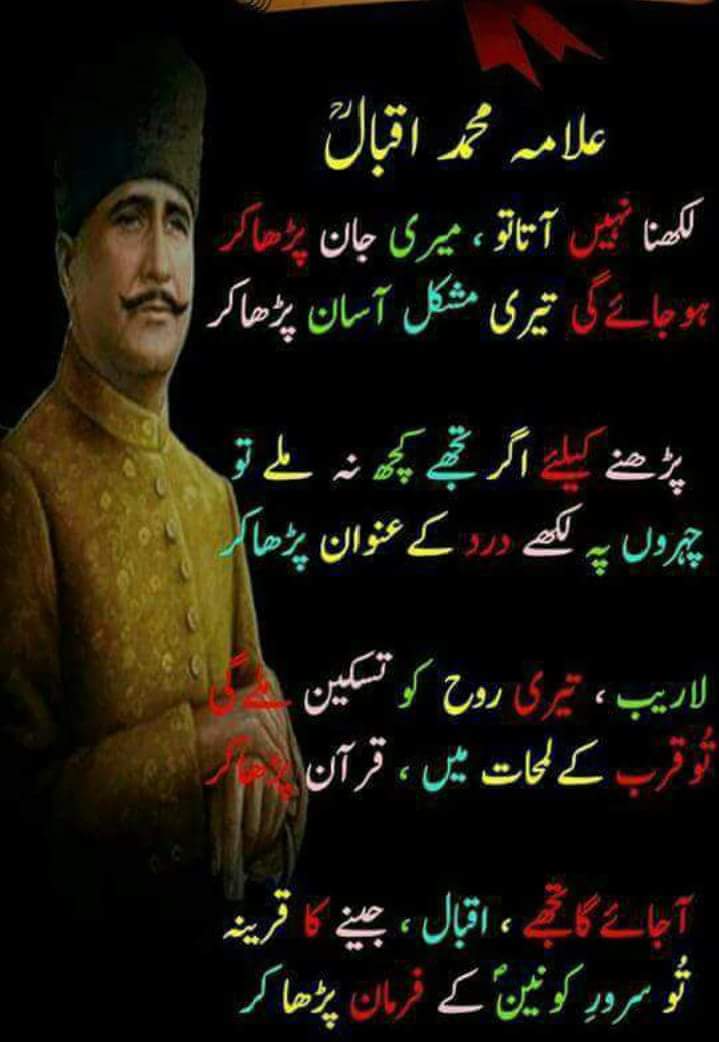 علامہ محمد اقبالؒ
لکھنا نہیں آتا تو ، میری جان پڑھا کر
ہو جائے گی تیری مشکل آسان پڑھا کر
پڑھنے کیلئے اگر تجھے کچھ نہ ملے تو
چہروں پہ لکھے درد کے عنوان پڑھا کر
لاریب ، تیری روح کو تسکین ملے گی
تُو قرب کے لمحات میں ، قرآن پڑھا کر
آ جائے گا تجھے ، اقبال ، جینے کا قرینہ
تُو سرورِ کونینؐ کے فرمان پڑھا کر